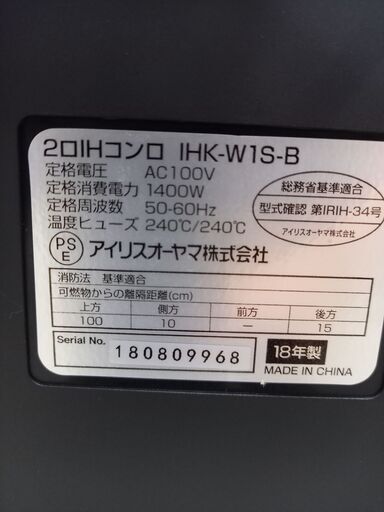 2口IHコンロ IHK-W1S-B
定格電圧 AC100V
定格消費電力 1400W
定格周波数 50-60Hz
温度ヒューズ 240℃/240℃
総務省基準適合
型式確認 第IRIH-34号
アイリスオーヤマ株式会社
PS
E
アイリスオーヤマ株式会社
消防法 基準適合
可燃物からの離隔距離(cm)
上方 側方 前方 後方
100 10 — 15
Serial No. 180809968
18年製
MADE IN CHINA